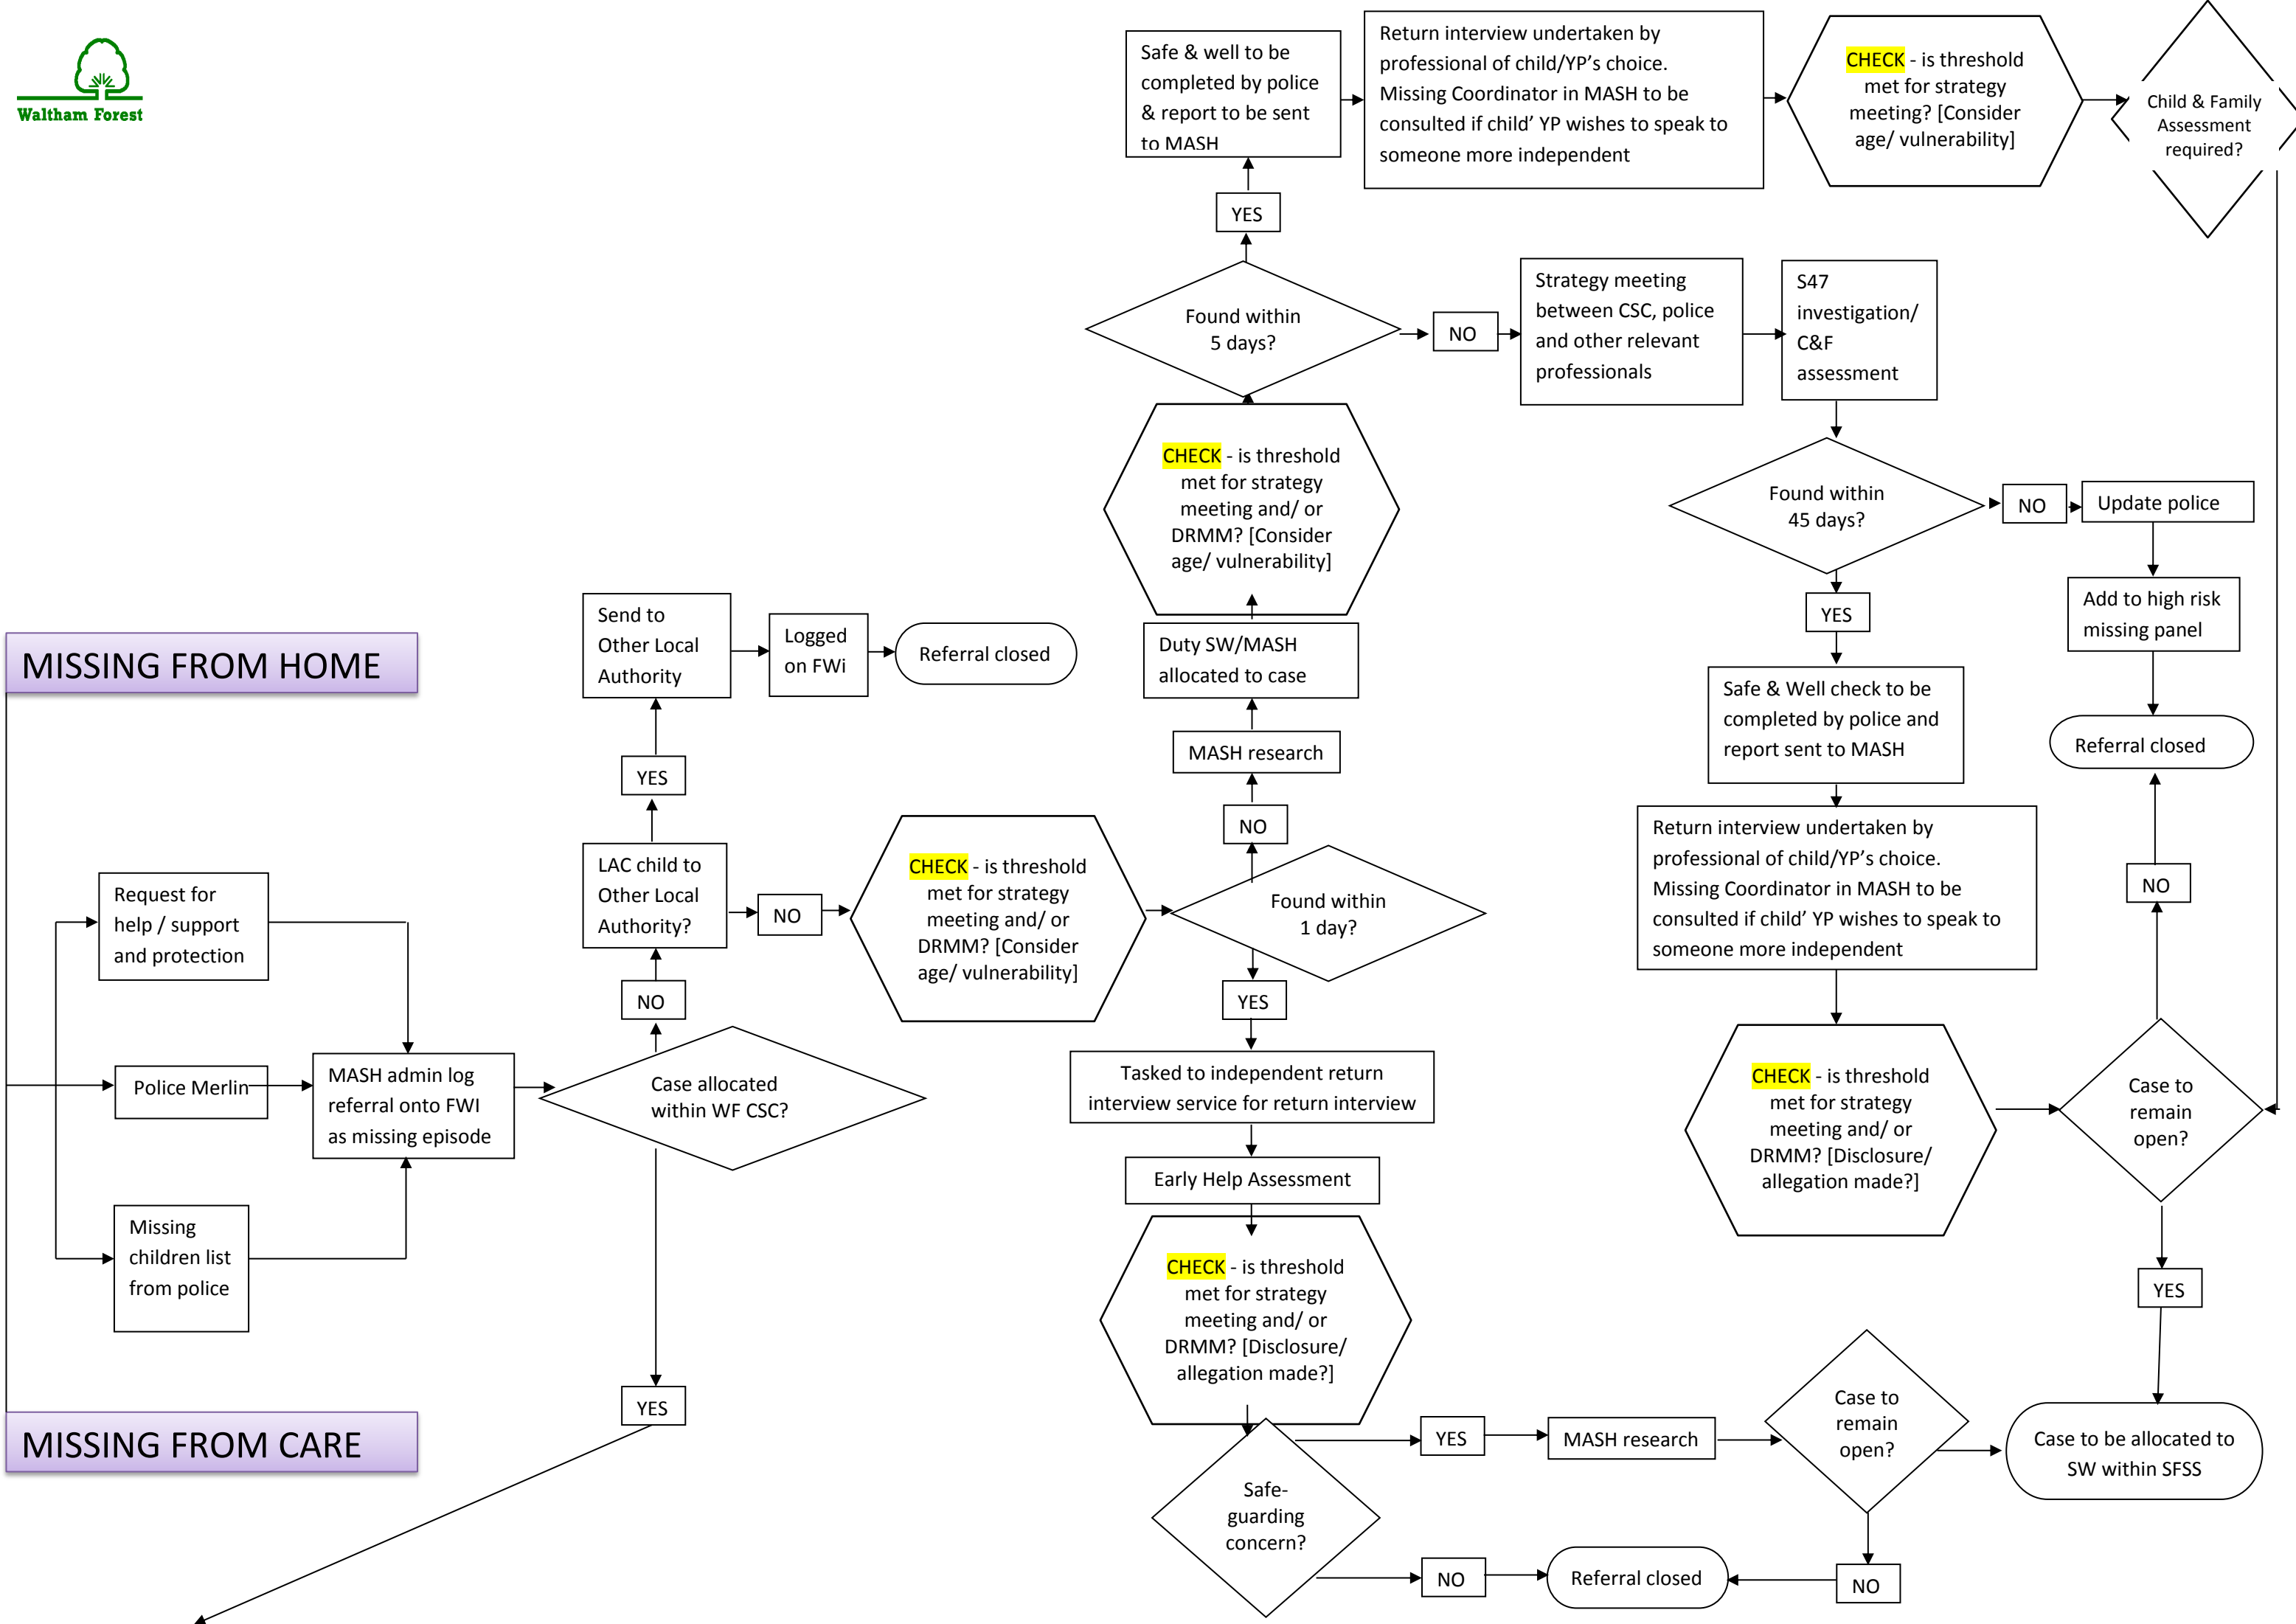 Waltham Forest
Safe & well to be
completed by police
& report to be sent
to MASH
Return interview undertaken by
professional of child/YP's choice.
Missing Coordinator in MASH to be
consulted if child' YP wishes to speak to
someone more independent
CHECK - is threshold
met for strategy
meeting? [Consider
age/ vulnerability]
Child & Family
Assessment
required?
YES
Found within
5 days?
NO
Strategy meeting
between CSC, police
and other relevant
professionals
S47
investigation/
C&F
assessment
CHECK - is threshold
met for strategy
meeting and/ or
DRMM? [Consider
age/ vulnerability]
Found within
45 days?
NO
Update police
Add to high risk
missing panel
Referral closed
YES
Send to
Other Local
Authority
Logged
on FWi
Referral closed
Duty SW/MASH
allocated to case
MISSING FROM HOME
Safe & Well check to be
completed by police and
report sent to MASH
MASH research
YES
NO
Return interview undertaken by
professional of child/YP's choice.
Missing Coordinator in MASH to be
consulted if child' YP wishes to speak to
someone more independent
LAC child to
Other Local
Authority?
NO
CHECK - is threshold
met for strategy
meeting and/ or
DRMM? [Consider
age/ vulnerability]
Found within
1 day?
NO
Request for
help / support
and protection
NO
YES
Police Merlin
MASH admin log
referral onto FWI
as missing episode
Case allocated
within WF CSC?
Tasked to independent return
interview service for return interview
CHECK - is threshold
met for strategy
meeting and/ or
DRMM? [Disclosure/
allegation made?]
Case to
remain
open?
Early Help Assessment
Missing
children list
from police
CHECK - is threshold
met for strategy
meeting and/ or
DRMM? [Disclosure/
allegation made?]
YES
YES
MISSING FROM CARE
YES
MASH research
Case to
remain
open?
Case to be allocated to
SW within SFSS
Safe-
guarding
concern?
NO
Referral closed
NO